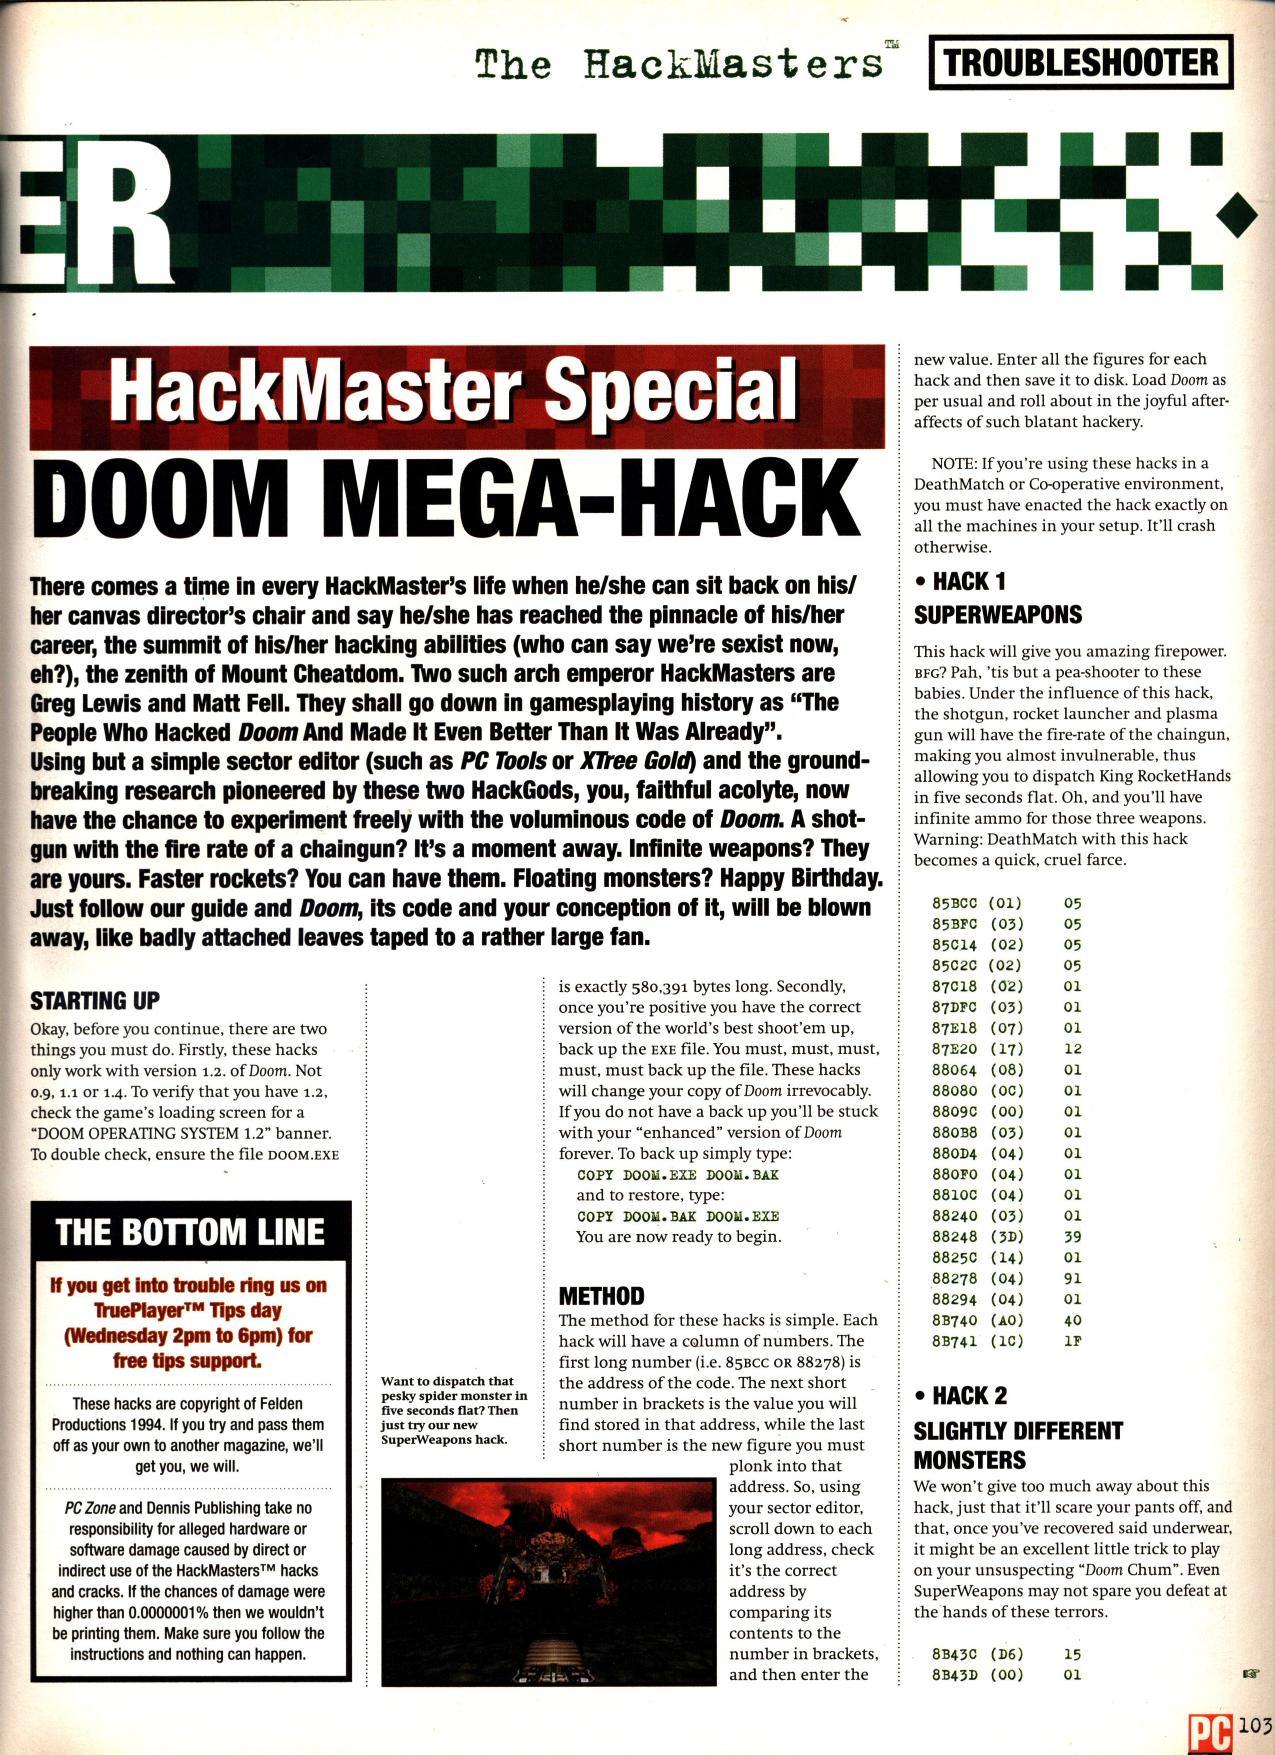 The HackMasters™
TROUBLESHOOTER
ER
HackMaster Special
DOOM MEGA-HACK
There comes a time in every HackMaster's life when he/she can sit back on his/
her canvas director's chair and say he/she has reached the pinnacle of his/her
career, the summit of his/her hacking abilities (who can say we're sexist now,
eh?), the zenith of Mount Cheatdom. Two such arch emperor HackMasters are
Greg Lewis and Matt Fell. They shall go down in gamesplaying history as “The
People Who Hacked Doom And Made It Even Better Than It Was Already”.
Using but a simple sector editor (such as PC Tools or XTree Gold) and the ground-
breaking research pioneered by these two HackGods, you, faithful acolyte, now
have the chance to experiment freely with the voluminous code of Doom. A shot-
gun with the fire rate of a chaingun? It's a moment away. Infinite weapons? They
are yours. Faster rockets? You can have them. Floating monsters? Happy Birthday.
Just follow our guide and Doom, its code and your conception of it, will be blown
away, like badly attached leaves taped to a rather large fan.
STARTING UP
Okay, before you continue, there are two
things you must do. Firstly, these hacks
only work with version 1.2. of Doom. Not
0.9, 1.1 or 1.4. To verify that you have 1.2,
check the game's loading screen for a
“DOOM OPERATING SYSTEM 1.2” banner.
To double check, ensure the file DOOM.EXE
THE BOTTOM LINE
If you get into trouble ring us on
TruePlayer™ Tips day
(Wednesday 2pm to 6pm) for
free tips support.
These hacks are copyright of Felden
Productions 1994. If you try and pass them
off as your own to another magazine, we'll
get you, we will.
PC Zone and Dennis Publishing take no
responsibility for alleged hardware or
software damage caused by direct or
indirect use of the HackMasters™ hacks
and cracks. If the chances of damage were
higher than 0.0000001% then we wouldn't
be printing them. Make sure you follow the
instructions and nothing can happen.
Want to dispatch that
pesky spider monster in
five seconds flat? Then
just try our new
SuperWeapons hack.
is exactly 580,391 bytes long. Secondly,
once you're positive you have the correct
version of the world's best shoot'em up,
back up the EXE file. You must, must, must,
must, must back up the file. These hacks
will change your copy of Doom irrevocably.
If you do not have a back up you'll be stuck
with your “enhanced” version of Doom
forever. To back up simply type:
COPY DOOM.EXE DOOM.BAK
and to restore, type:
COPY DOOM.BAK DOOM.EXE
You are now ready to begin.
METHOD
The method for these hacks is simple. Each
hack will have a column of numbers. The
first long number (i.e. 85BCC OR 88278) is
the address of the code. The next short
number in brackets is the value you will
find stored in that address, while the last
short number is the new figure you must
plonk into that
address. So, using
your sector editor,
scroll down to each
long address, check
it's the correct
address by
comparing its
contents to the
number in brackets,
and then enter the
new value. Enter all the figures for each
hack and then save it to disk. Load Doom as
per usual and roll about in the joyful after-
affects of such blatant hackery.
NOTE: If you're using these hacks in a
DeathMatch or Co-operative environment,
you must have enacted the hack exactly on
all the machines in your setup. It'll crash
otherwise.
• HACK 1
SUPERWEAPONS
This hack will give you amazing firepower.
BFG? Pah, 'tis but a pea-shooter to these
babies. Under the influence of this hack,
the shotgun, rocket launcher and plasma
gun will have the fire-rate of the chaingun,
making you almost invulnerable, thus
allowing you to dispatch King RocketHands
in five seconds flat. Oh, and you'll have
infinite ammo for those three weapons.
Warning: DeathMatch with this hack
becomes a quick, cruel farce.
85BCC (01) 05
85BFC (03) 05
85C14 (02) 05
85C2C (02) 05
87C18 (02) 01
87DFC (03) 01
87E18 (07) 01
87E20 (17) 12
88064 (08) 01
88080 (0C) 01
8809C (00) 01
880B8 (03) 01
880D4 (04) 01
880F0 (04) 01
8810C (04) 01
88240 (03) 01
88248 (3D) 39
8825C (14) 01
88278 (04) 91
88294 (04) 01
8B740 (A0) 40
8B741 (1C) 1F
• HACK 2
SLIGHTLY DIFFERENT
MONSTERS
We won't give too much away about this
hack, just that it'll scare your pants off, and
that, once you've recovered said underwear,
it might be an excellent little trick to play
on your unsuspecting “Doom Chum”. Even
SuperWeapons may not spare you defeat at
the hands of these terrors.
8B43C (D6) 15
8B43D (00) 01
PC 103